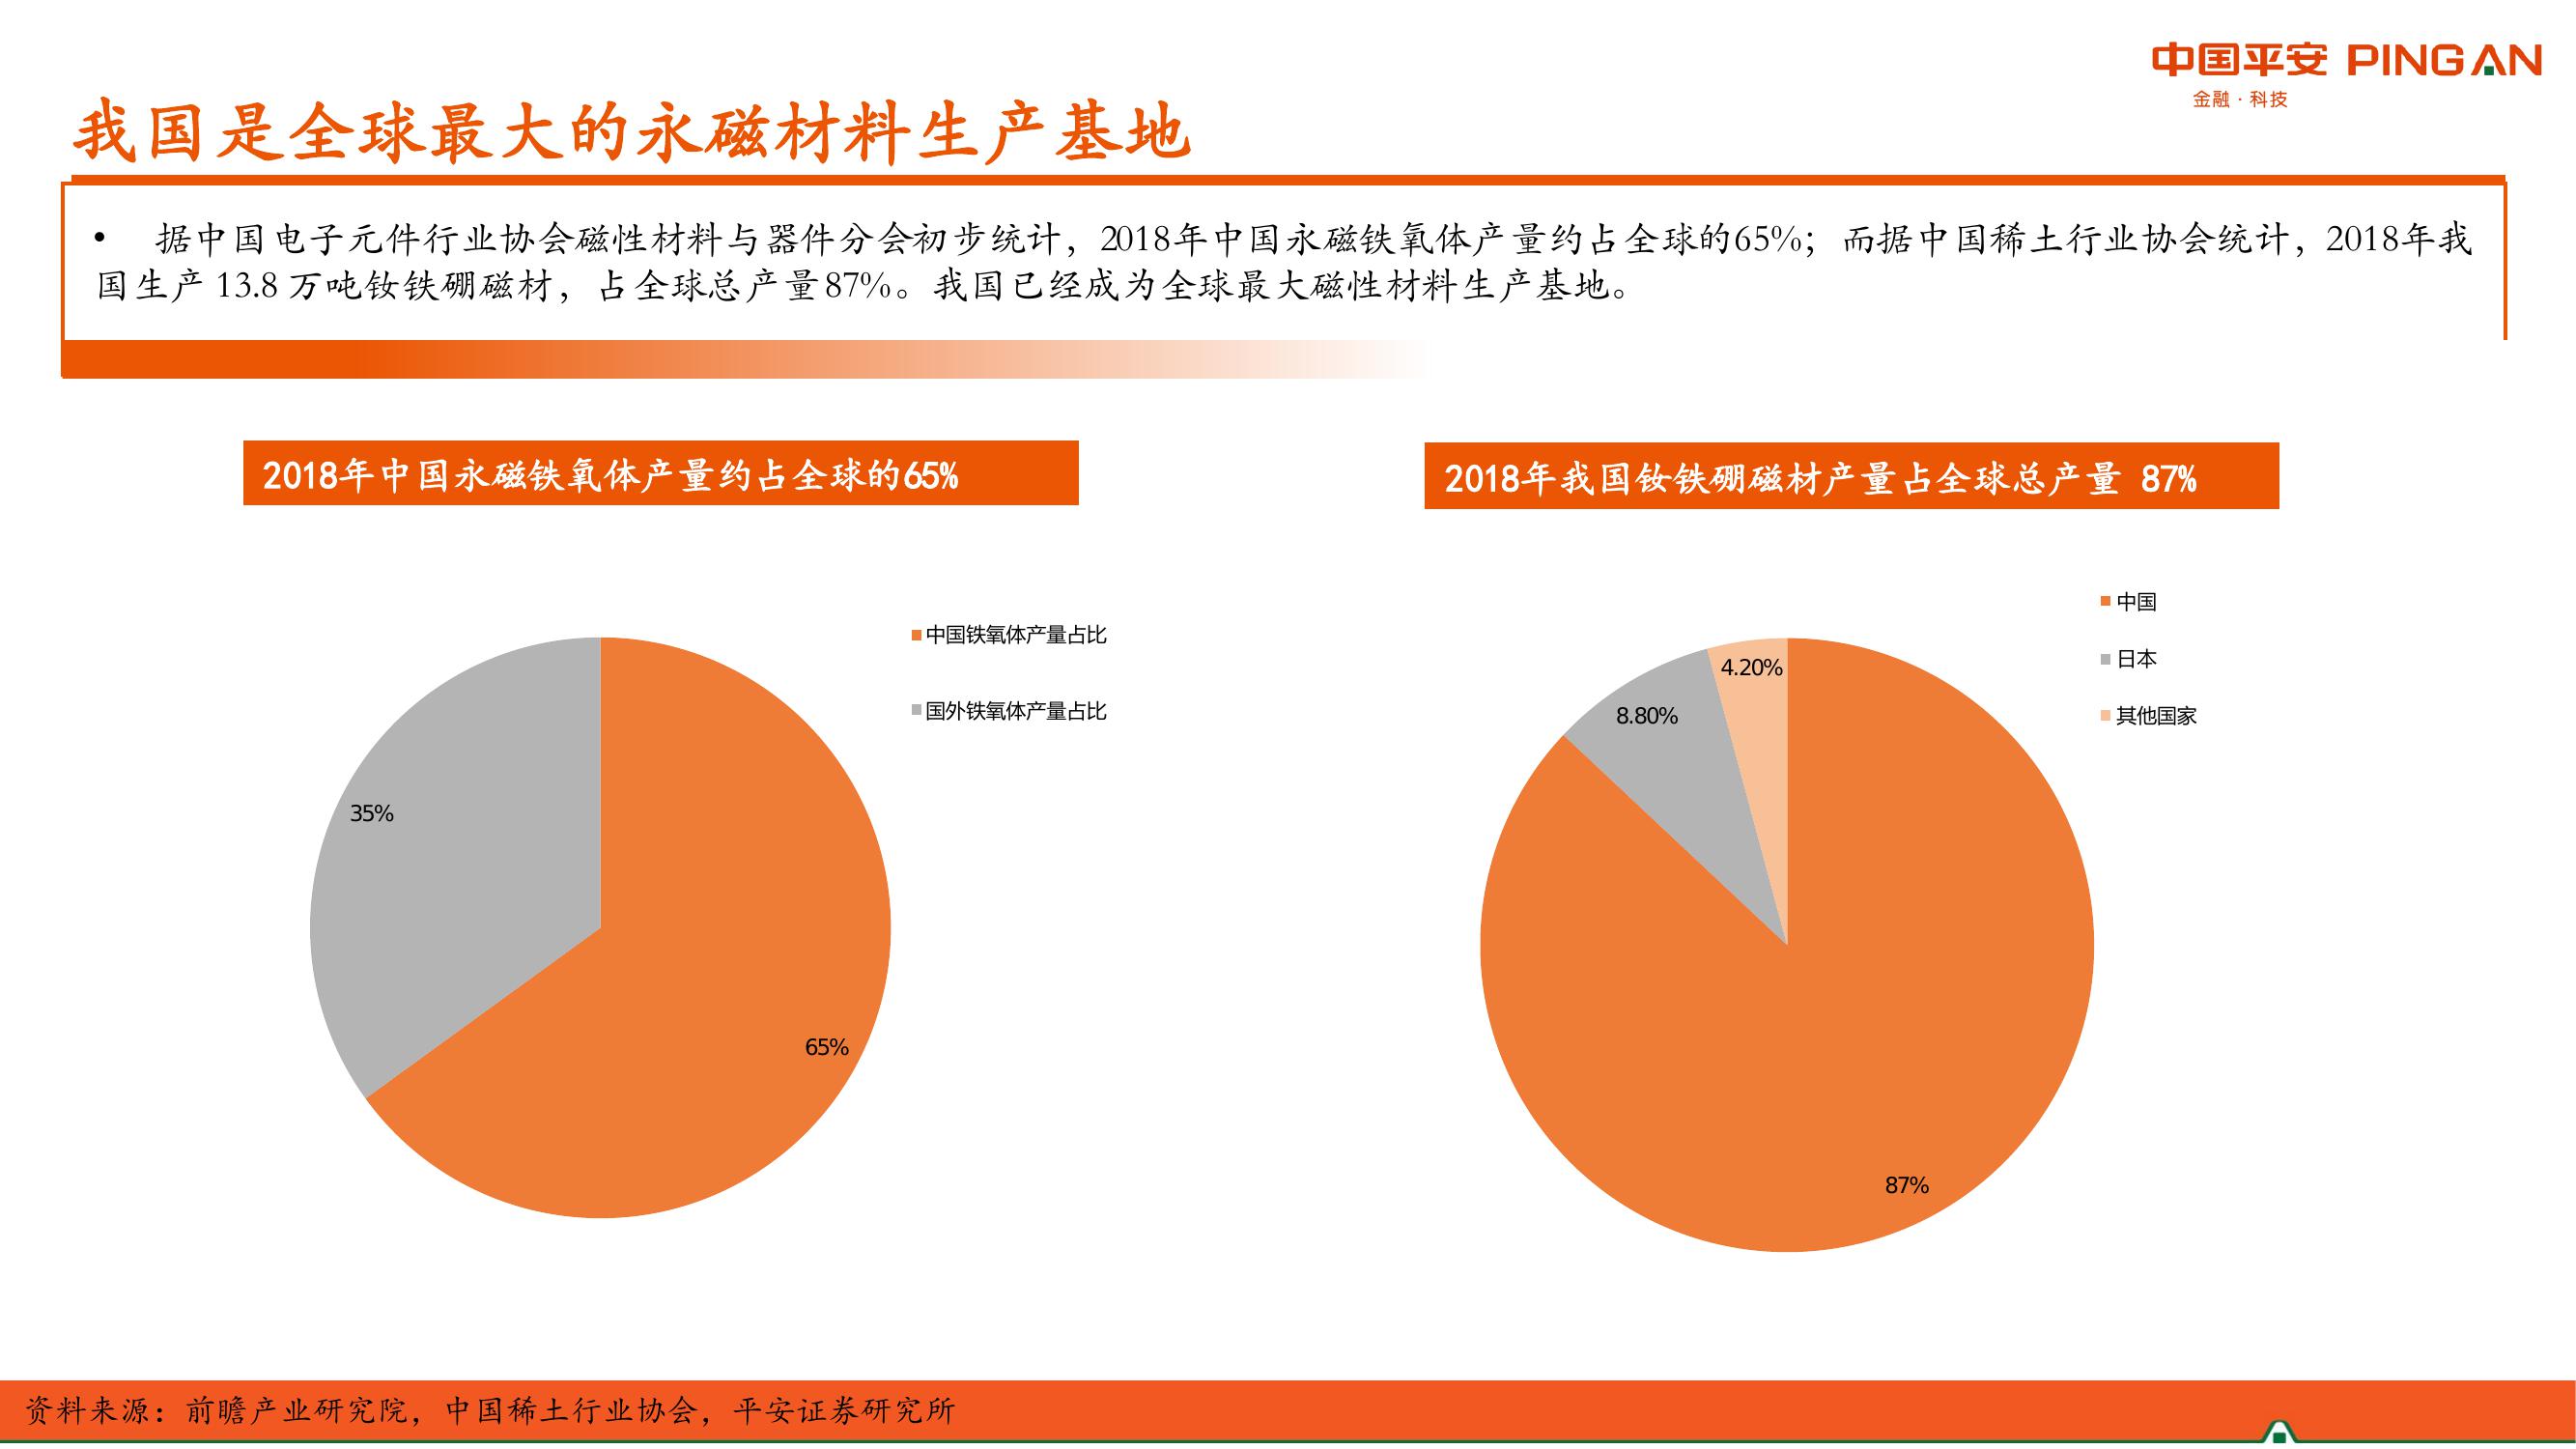 中国平安 PINGAN
金融·科技
我国是全球最大的永磁材料生产基地
• 据中国电子元件行业协会磁性材料与器件分会初步统计，2018年中国永磁铁氧体产量约占全球的65%；而据中国稀土行业协会统计，2018年我
国生产 13.8 万吨钕铁硼磁材，占全球总产量87%。我国已经成为全球最大磁性材料生产基地。
2018年中国永磁铁氧体产量约占全球的65%
中国铁氧体产量占比
国外铁氧体产量占比
35%
65%
2018年我国钕铁硼磁材产量占全球总产量 87%
中国
日本
其他国家
4.20%
8.80%
87%
资料来源：前瞻产业研究院，中国稀土行业协会，平安证券研究所